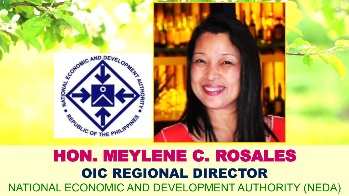 NATIONAL ECONOMIC AND DEVELOPMENT AUTHORITY
REPUBLIC OF THE PHILIPPINES
HON. MEYLENE C. ROSALES
OIC REGIONAL DIRECTOR
NATIONAL ECONOMIC AND DEVELOPMENT AUTHORITY (NEDA)